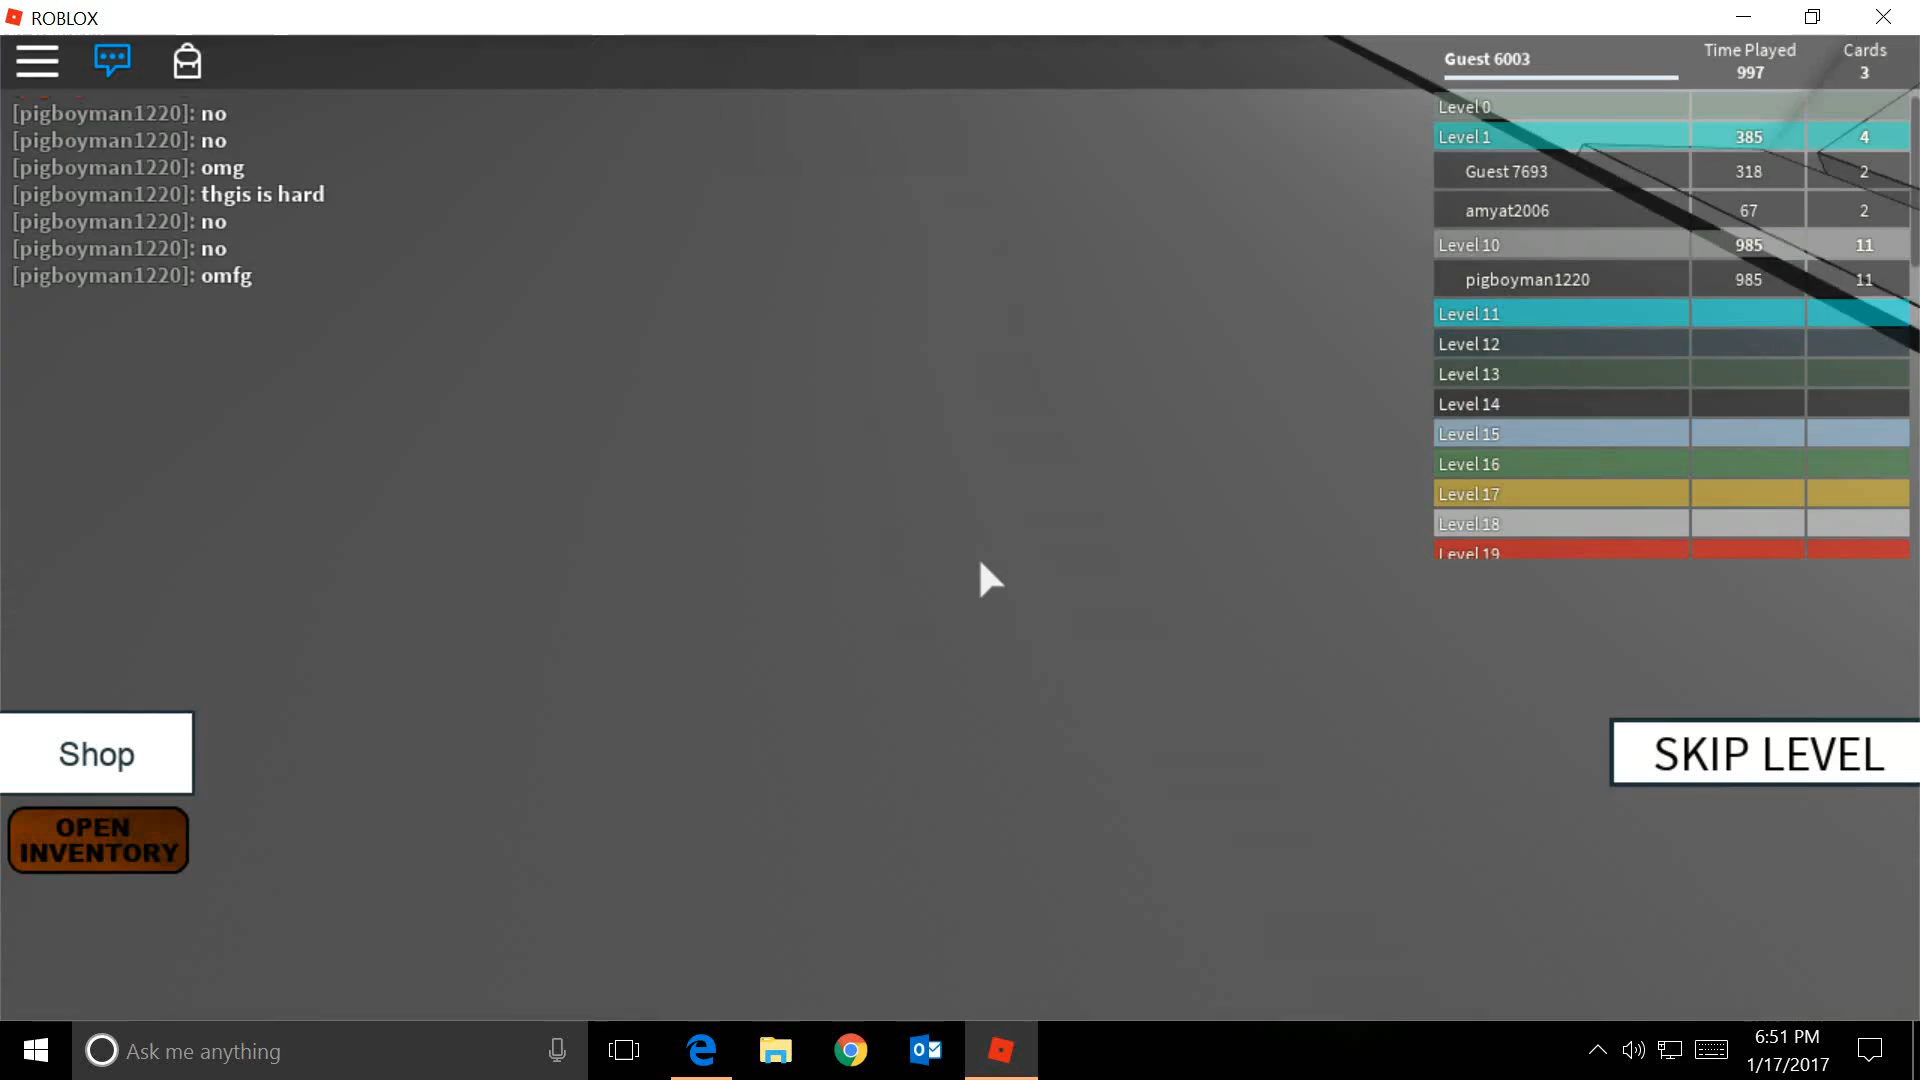 ROBLOX
Guest 6003 Time Played 997 Cards 3
[pigboyman1220]: no
[pigboyman1220]: no
[pigboyman1220]: omg
[pigboyman1220]: thgis is hard
[pigboyman1220]: no
[pigboyman1220]: no
[pigboyman1220]: omfg
Level 0
Level 1 385 4
Guest 7693 318 2
amyat2006 67 2
Level 10 985 11
pigboyman1220 985 11
Level 11
Level 12
Level 13
Level 14
Level 15
Level 16
Level 17
Level 18
Level 19
Shop
OPEN
INVENTORY
SKIP LEVEL
Ask me anything
6:51 PM
1/17/2017